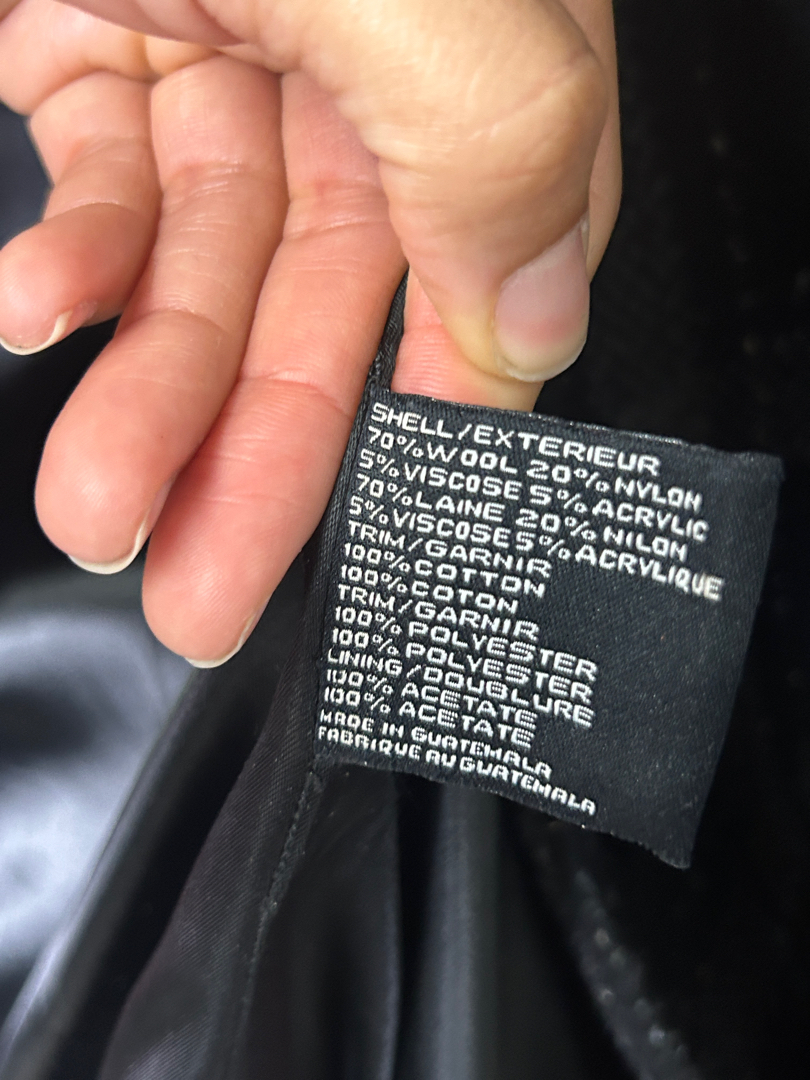 SHELL/EXTERIEUR
70%WOOL 20%NYLON
5%VISCOSE 5%ACRYLIC
70%LAINE 20%NILON
5%VISCOSE5%ACRYLIQUE
TRIM/GARNIR
100%COTTON
100%COTON
TRIM/GARNIR
100% POLYESTER
100% POLYESTER
LINING/DOUBLURE
100% ACETATE
100% ACETATE
MADE IN GUATEMALA
FABRIQUE AU GUATEMALA